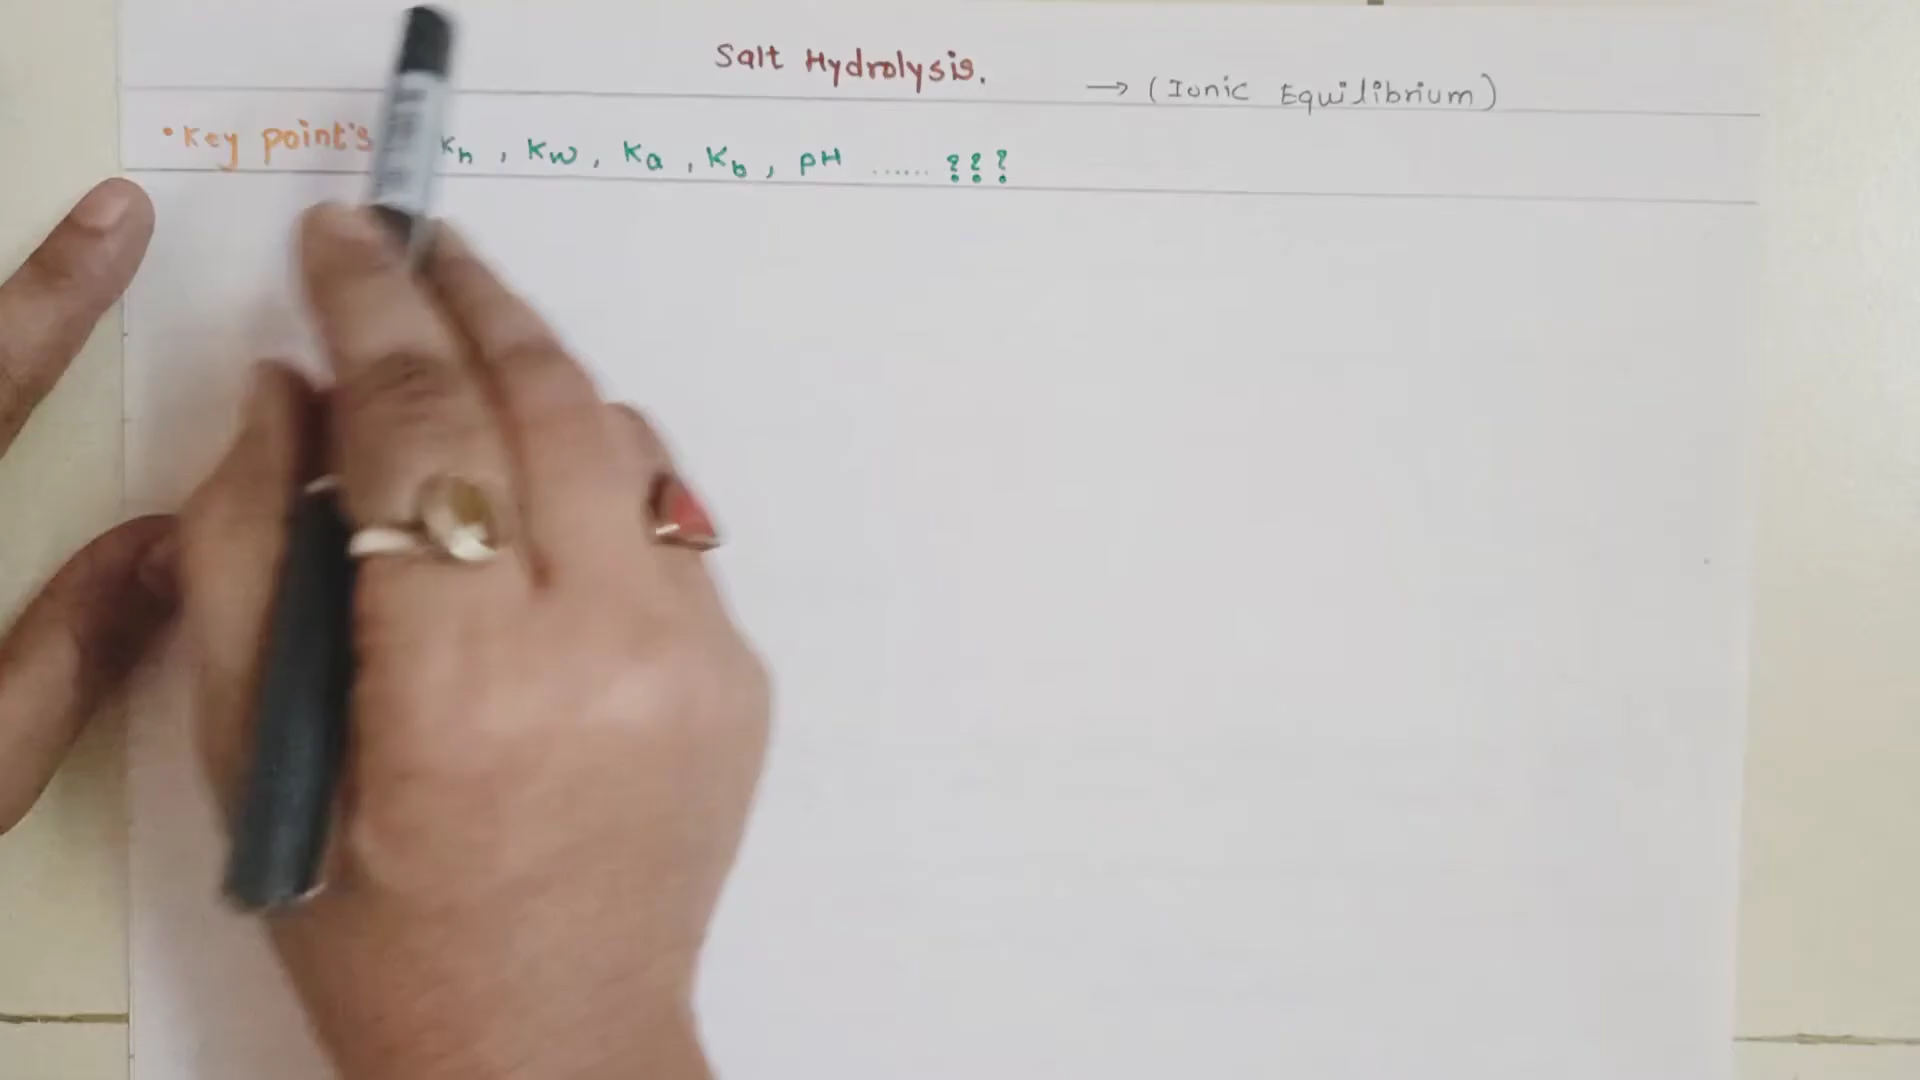 Salt Hydrolysis.
→ (Ionic Equilibrium)
• Key point's Kh, Kw, Ka, Kb, pH ...... ???